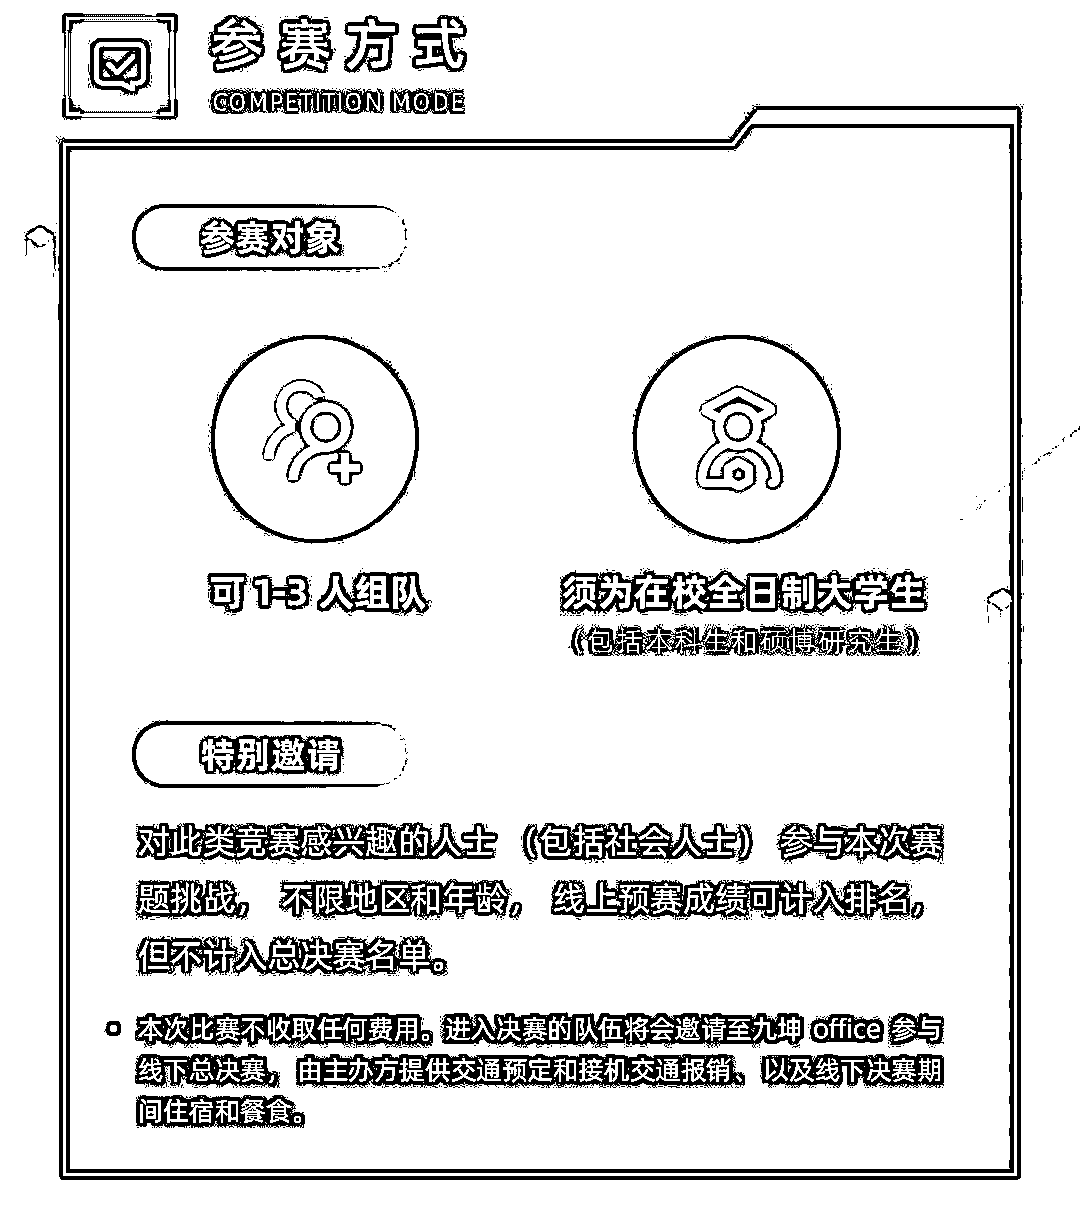 参赛方式
COMPETITION MODE
参赛对象
可 1-3 人组队
须为在校全日制大学生
（包括本科生和硕博研究生）
特别邀请
对此类竞赛感兴趣的人士 （包括社会人士） 参与本次赛
题挑战， 不限地区和年龄， 线上预赛成绩可计入排名，
但不计入总决赛名单。
本次比赛不收取任何费用。进入决赛的队伍将会邀请至九坤 office 参与
线下总决赛， 由主办方提供交通预定和接机交通报销、 以及线下决赛期
间住宿和餐食。